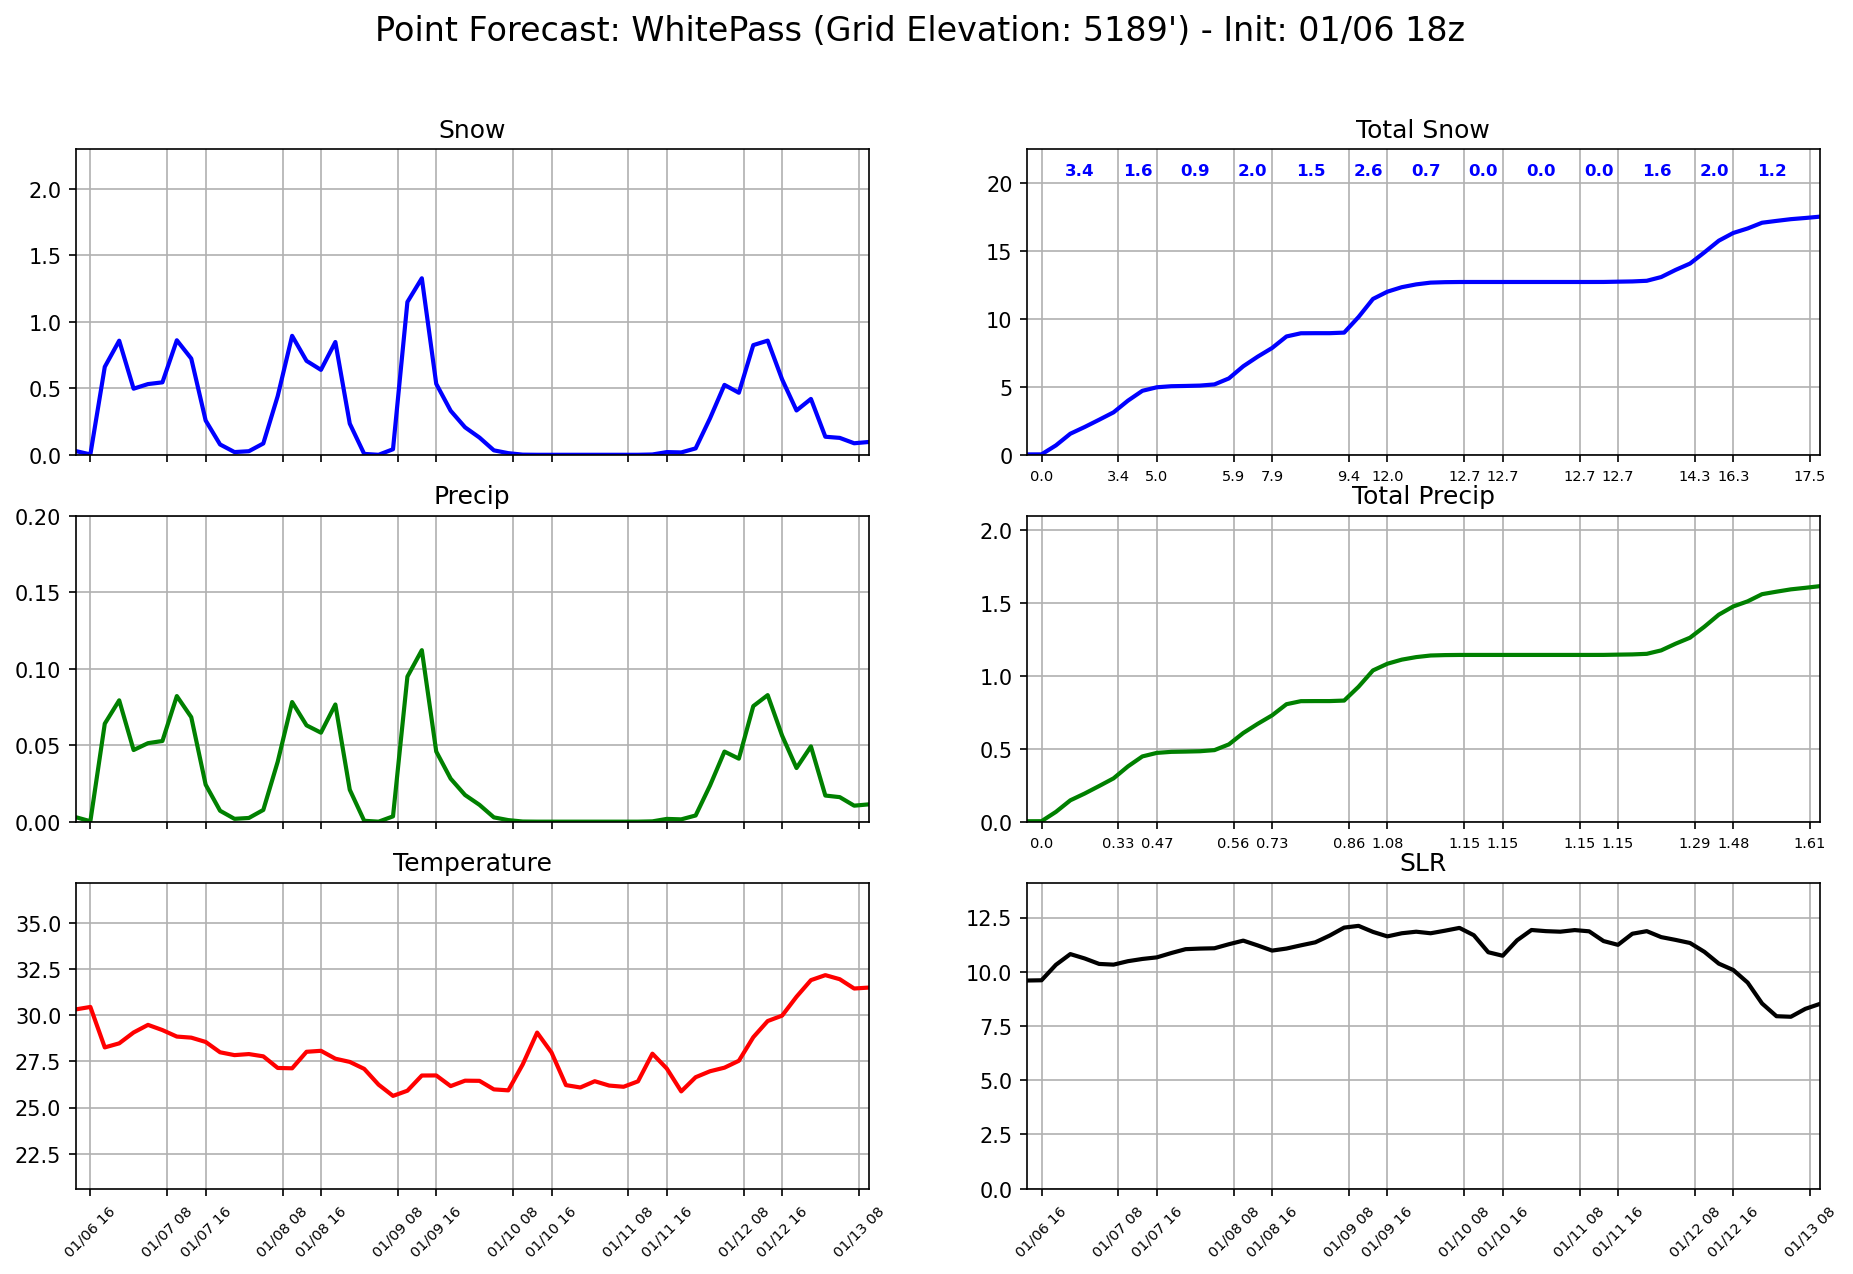 Point Forecast: WhitePass (Grid Elevation: 5189') - Init: 01/06 18z
Snow
2.0
1.5
1.0
0.5
0.0
Total Snow
3.4 1.6 0.9 2.0 1.5 2.6 0.7 0.0 0.0 0.0 1.6 2.0 1.2
20
15
10
5
0
0.0 3.4 5.0 5.9 7.9 9.4 12.0 12.7 12.7 12.7 12.7 14.3 16.3 17.5
Precip
0.20
0.15
0.10
0.05
0.00
Total Precip
2.0
1.5
1.0
0.5
0.0
0.0 0.33 0.47 0.56 0.73 0.86 1.08 1.15 1.15 1.15 1.15 1.29 1.48 1.61
Temperature
35.0
32.5
30.0
27.5
25.0
22.5
01/06 16 01/07 08 01/07 16 01/08 08 01/08 16 01/09 08 01/09 16 01/10 08 01/10 16 01/11 08 01/11 16 01/12 08 01/12 16 01/13 08
SLR
12.5
10.0
7.5
5.0
2.5
0.0
01/06 16 01/07 08 01/07 16 01/08 08 01/08 16 01/09 08 01/09 16 01/10 08 01/10 16 01/11 08 01/11 16 01/12 08 01/12 16 01/13 08